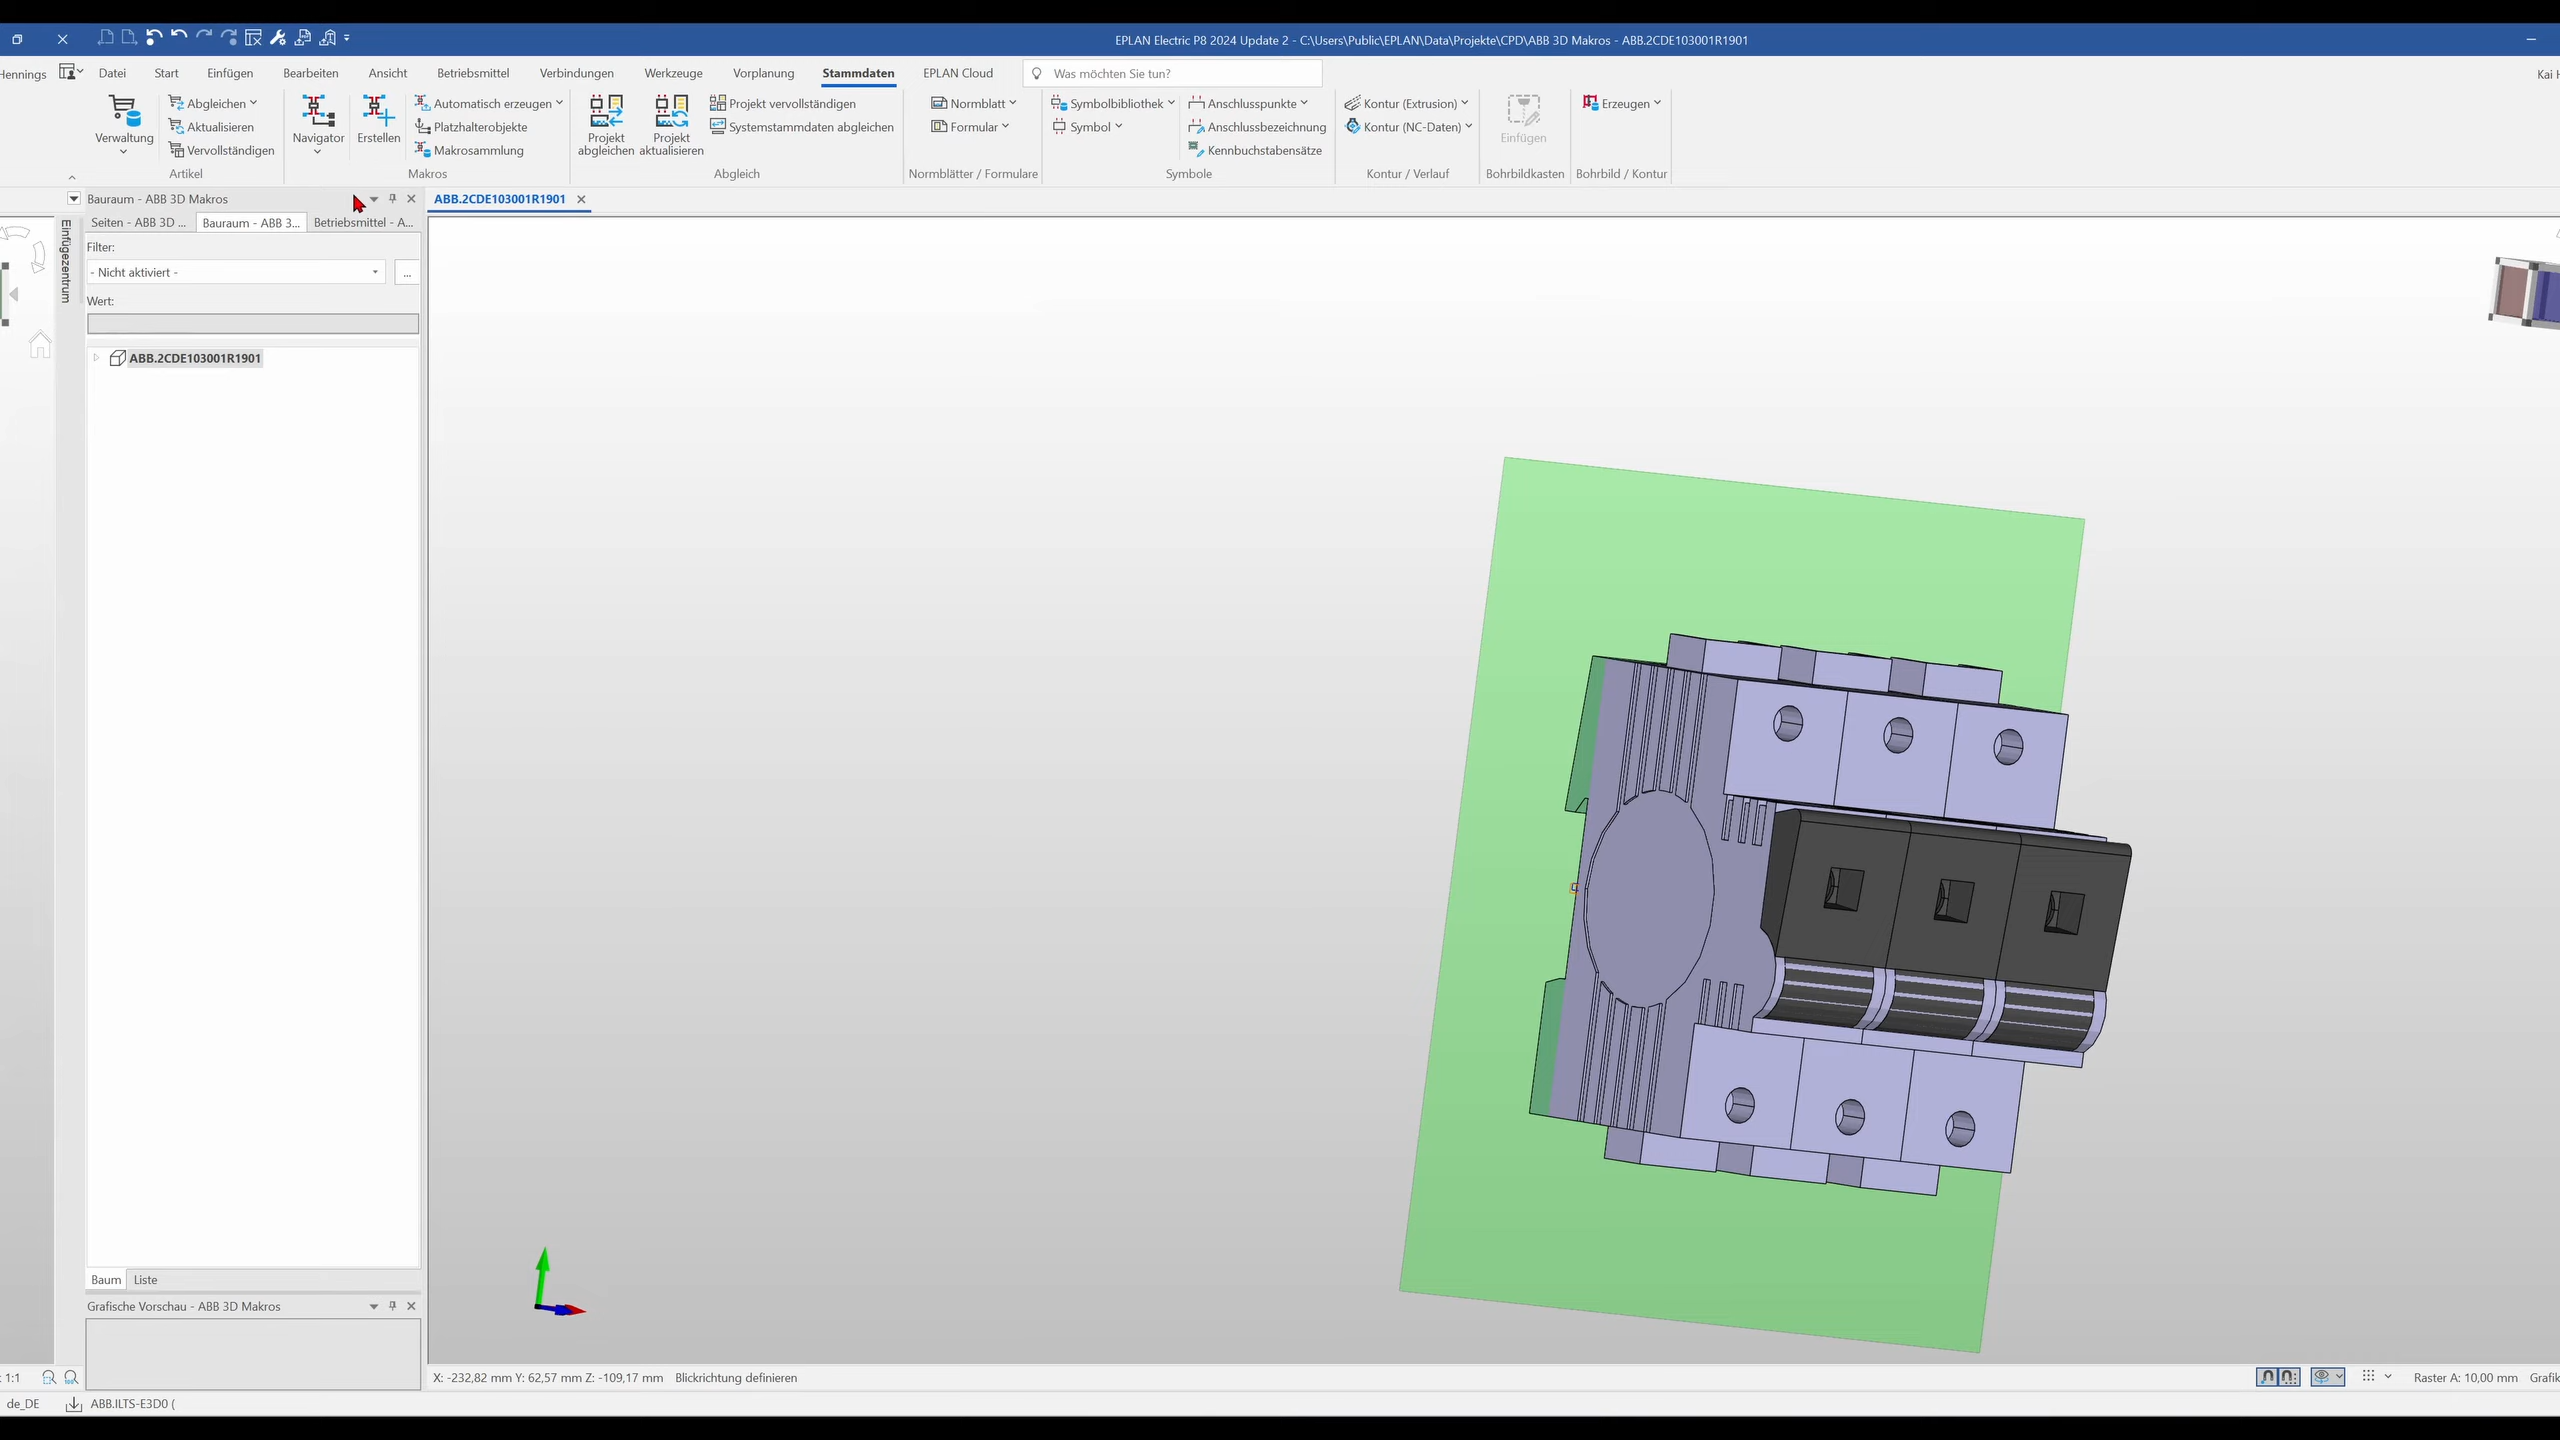 EPLAN Electric P8 2024 Update 2 - C:\Users\Public\EPLAN\Data\Projekte\CPD\ABB 3D Makros - ABB.2CDE103001R1901
Hennings Datei Start Einfügen Bearbeiten Ansicht Betriebsmittel Verbindungen Werkzeuge Vorplanung Stammdaten EPLAN Cloud Was möchten Sie tun? Kai H
Verwaltung
Abgleichen
Aktualisieren
Vervollständigen
Artikel
Navigator
Erstellen
Automatisch erzeugen
Platzhalterobjekte
Makrosammlung
Makros
Projekt
abgleichen
Projekt
aktualisieren
Projekt vervollständigen
Systemstammdaten abgleichen
Abgleich
Normblatt
Formular
Normblätter / Formulare
Symbolbibliothek
Symbol
Anschlusspunkte
Anschlussbezeichnung
Kennbuchstabensätze
Symbole
Kontur (Extrusion)
Kontur (NC-Daten)
Kontur / Verlauf
Einfügen
Bohrbildkasten
Erzeugen
Bohrbild / Kontur
Bauraum - ABB 3D Makros
ABB.2CDE103001R1901
Seiten - ABB 3D ... Bauraum - ABB 3... Betriebsmittel - A...
Einfügezentrum
Filter:
- Nicht aktiviert -
...
Wert:
ABB.2CDE103001R1901
Baum Liste
Grafische Vorschau - ABB 3D Makros
: 1:1
X: -232,82 mm Y: 62,57 mm Z: -109,17 mm Blickrichtung definieren
Raster A: 10,00 mm Grafik
de_DE ABB.ILTS-E3D0 (